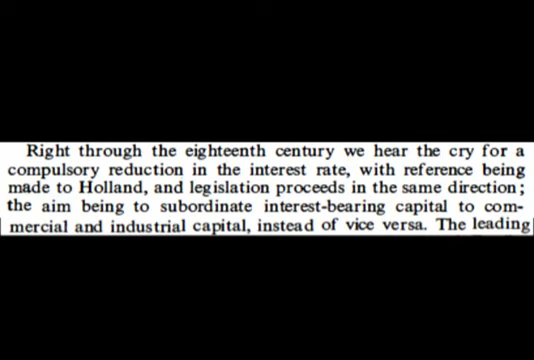 Right through the eighteenth century we hear the cry for a
compulsory reduction in the interest rate, with reference being
made to Holland, and legislation proceeds in the same direction;
the aim being to subordinate interest-bearing capital to com-
mercial and industrial capital, instead of vice versa. The leading